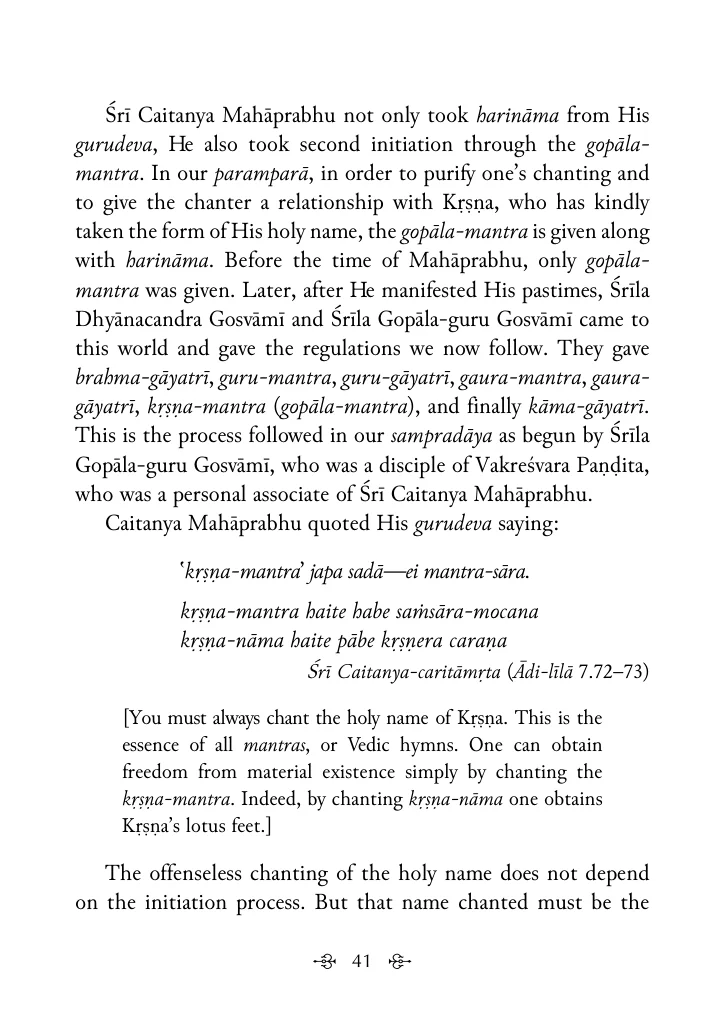 Śrī Caitanya Mahāprabhu not only took harināma from His
gurudeva, He also took second initiation through the gopāla-
mantra. In our paramparā, in order to purify one’s chanting and
to give the chanter a relationship with Kṛṣṇa, who has kindly
taken the form of His holy name, the gopāla-mantra is given along
with harināma. Before the time of Mahāprabhu, only gopāla-
mantra was given. Later, after He manifested His pastimes, Śrīla
Dhyānacandra Gosvāmī and Śrīla Gopāla-guru Gosvāmī came to
this world and gave the regulations we now follow. They gave
brahma-gāyatrī, guru-mantra, guru-gāyatrī, gaura-mantra, gaura-
gāyatrī, kṛṣṇa-mantra (gopāla-mantra), and finally kāma-gāyatrī.
This is the process followed in our sampradāya as begun by Śrīla
Gopāla-guru Gosvāmī, who was a disciple of Vakreśvara Paṇḍita,
who was a personal associate of Śrī Caitanya Mahāprabhu.
Caitanya Mahāprabhu quoted His gurudeva saying:
‘kṛṣṇa-mantra’ japa sadā—ei mantra-sāra.
kṛṣṇa-mantra haite habe saṁsāra-mocana
kṛṣṇa-nāma haite pābe kṛṣṇera caraṇa
Śrī Caitanya-caritāmṛta (Ādi-līlā 7.72–73)
[You must always chant the holy name of Kṛṣṇa. This is the
essence of all mantras, or Vedic hymns. One can obtain
freedom from material existence simply by chanting the
kṛṣṇa-mantra. Indeed, by chanting kṛṣṇa-nāma one obtains
Kṛṣṇa’s lotus feet.]
The offenseless chanting of the holy name does not depend
on the initiation process. But that name chanted must be the
41